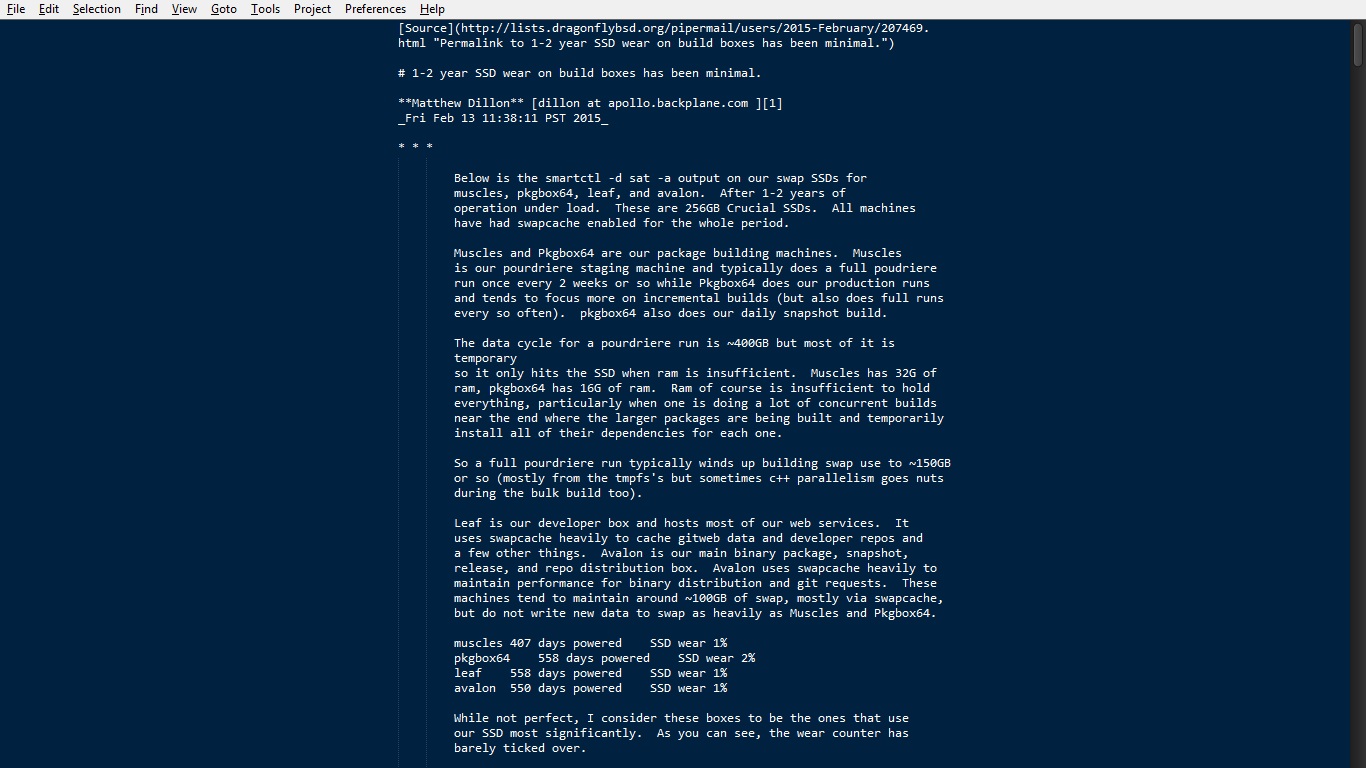 File Edit Selection Find View Goto Tools Project Preferences Help
[Source](http://lists.dragonflybsd.org/pipermail/users/2015-February/207469.
html "Permalink to 1-2 year SSD wear on build boxes has been minimal.")
# 1-2 year SSD wear on build boxes has been minimal.
**Matthew Dillon** [dillon at apollo.backplane.com ][1]
_Fri Feb 13 11:38:11 PST 2015_
* * *
Below is the smartctl -d sat -a output on our swap SSDs for
muscles, pkgbox64, leaf, and avalon.  After 1-2 years of
operation under load.  These are 256GB Crucial SSDs.  All machines
have had swapcache enabled for the whole period.
Muscles and Pkgbox64 are our package building machines.  Muscles
is our pourdriere staging machine and typically does a full poudriere
run once every 2 weeks or so while Pkgbox64 does our production runs
and tends to focus more on incremental builds (but also does full runs
every so often).  pkgbox64 also does our daily snapshot build.
The data cycle for a pourdriere run is ~400GB but most of it is
temporary
so it only hits the SSD when ram is insufficient.  Muscles has 32G of
ram, pkgbox64 has 16G of ram.  Ram of course is insufficient to hold
everything, particularly when one is doing a lot of concurrent builds
near the end where the larger packages are being built and temporarily
install all of their dependencies for each one.
So a full pourdriere run typically winds up building swap use to ~150GB
or so (mostly from the tmpfs's but sometimes c++ parallelism goes nuts
during the bulk build too).
Leaf is our developer box and hosts most of our web services.  It
uses swapcache heavily to cache gitweb data and developer repos and
a few other things.  Avalon is our main binary package, snapshot,
release, and repo distribution box.  Avalon uses swapcache heavily to
maintain performance for binary distribution and git requests.  These
machines tend to maintain around ~100GB of swap, mostly via swapcache,
but do not write new data to swap as heavily as Muscles and Pkgbox64.
muscles 407 days powered    SSD wear 1%
pkgbox64    558 days powered    SSD wear 2%
leaf    558 days powered    SSD wear 1%
avalon  550 days powered    SSD wear 1%
While not perfect, I consider these boxes to be the ones that use
our SSD most significantly.  As you can see, the wear counter has
barely ticked over.